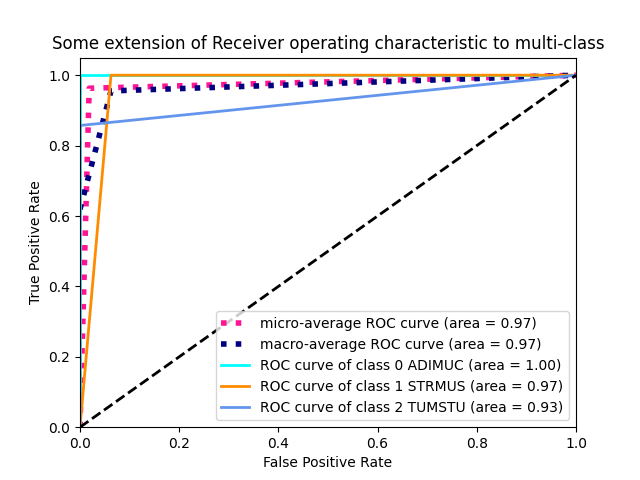 Some extension of Receiver operating characteristic to multi-class
1.0
0.8
0.6
0.4
0.2
0.0
True Positive Rate
micro-average ROC curve (area = 0.97)
macro-average ROC curve (area = 0.97)
ROC curve of class 0 ADIMUC (area = 1.00)
ROC curve of class 1 STRMUS (area = 0.97)
ROC curve of class 2 TUMSTU (area = 0.93)
0.0 0.2 0.4 0.6 0.8 1.0
False Positive Rate